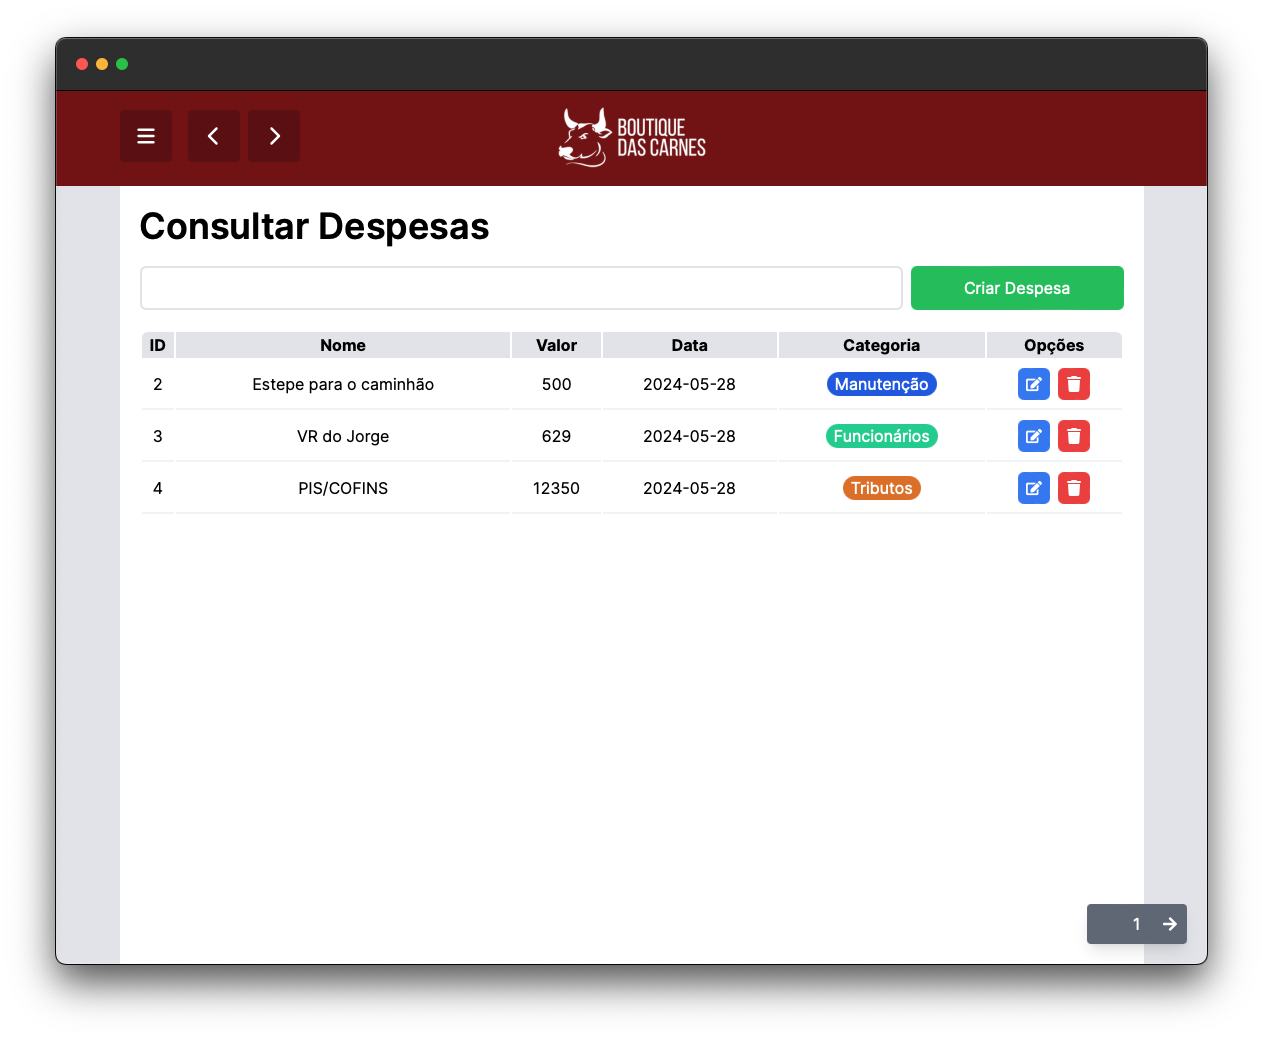 BOUTIQUE
DAS CARNES
Consultar Despesas
Criar Despesa
ID Nome Valor Data Categoria Opções
2 Estepe para o caminhão 500 2024-05-28 Manutenção
3 VR do Jorge 629 2024-05-28 Funcionários
4 PIS/COFINS 12350 2024-05-28 Tributos
1